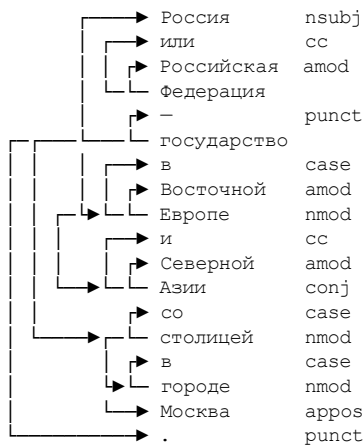 Россия nsubj
или cc
Российская amod
Федерация
— punct
государство
в case
Восточной amod
Европе nmod
и cc
Северной amod
Азии conj
со case
столицей nmod
в case
городе nmod
Москва appos
. punct